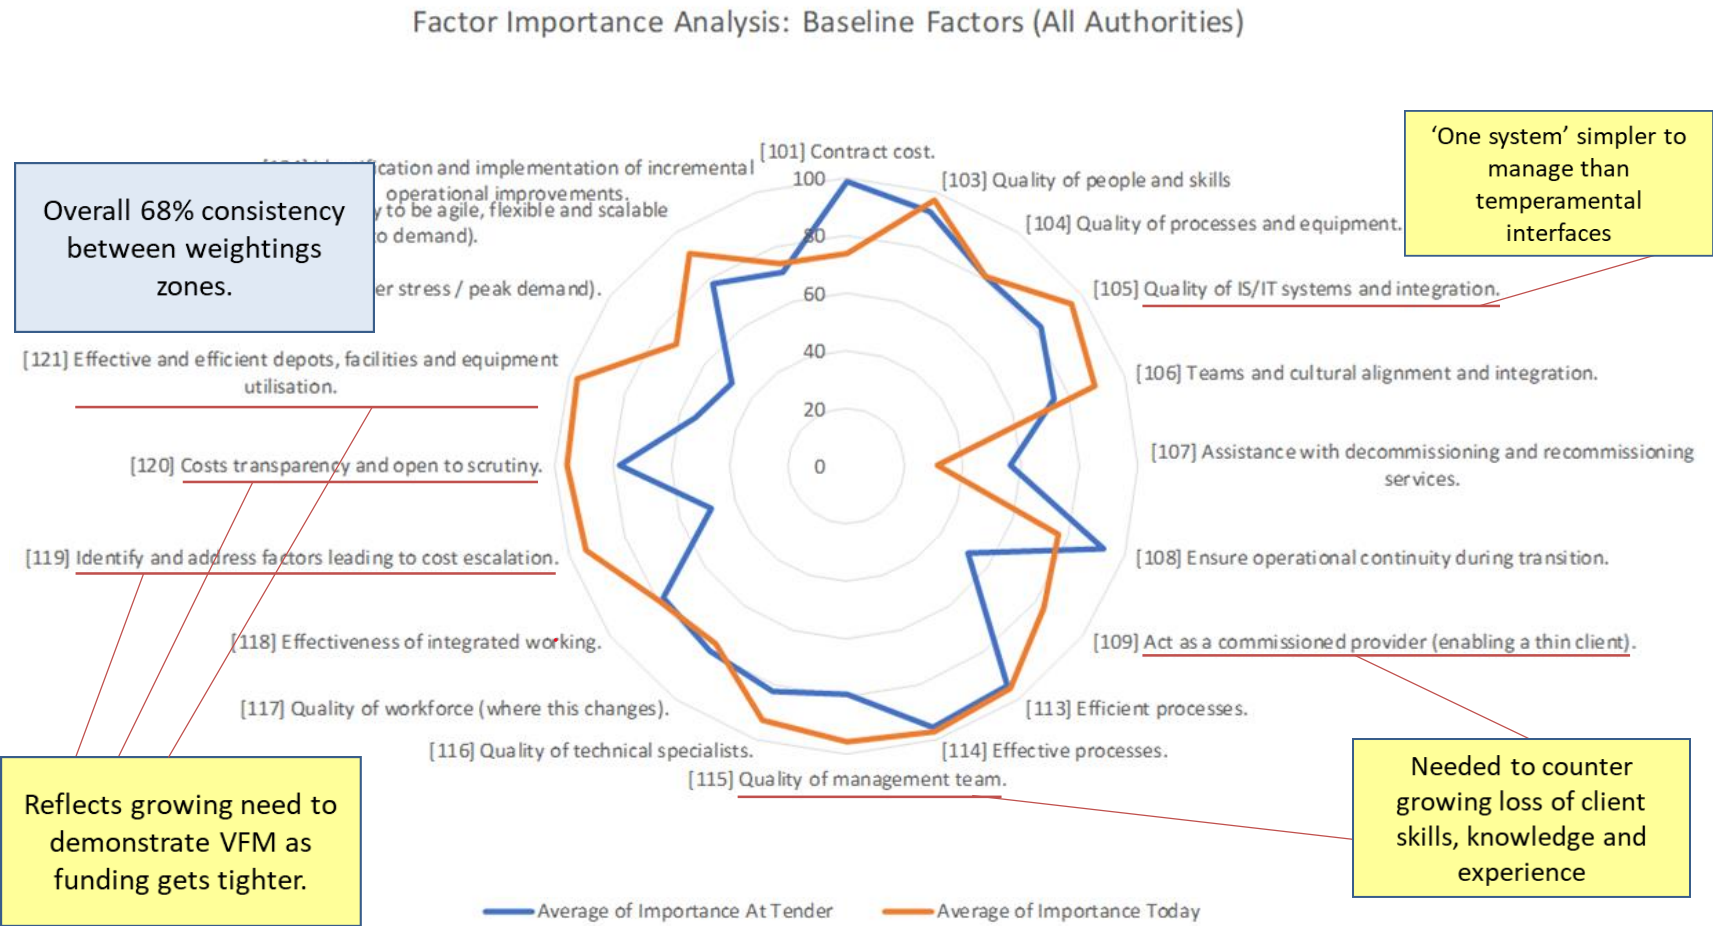 Factor Importance Analysis: Baseline Factors (All Authorities)
‘One system’ simpler to
manage than
temperamental
interfaces
Overall 68% consistency
between weightings
zones.
[101] Contract cost.
[103] Quality of people and skills
[104] Quality of processes and equipment.
[105] Quality of IS/IT systems and integration.
[106] Teams and cultural alignment and integration.
[107] Assistance with decommissioning and recommissioning
services.
[108] Ensure operational continuity during transition.
[109] Act as a commissioned provider (enabling a thin client).
[113] Efficient processes.
[114] Effective processes.
[115] Quality of management team.
[116] Quality of technical specialists.
[117] Quality of workforce (where this changes).
[118] Effectiveness of integrated working.
[119] Identify and address factors leading to cost escalation.
[120] Costs transparency and open to scrutiny.
[121] Effective and efficient depots, facilities and equipment
utilisation.
stress / peak demand).
to be agile, flexible and scalable
demand).
and implementation of incremental
operational improvements.
100
80
60
40
20
0
Reflects growing need to
demonstrate VFM as
funding gets tighter.
Needed to counter
growing loss of client
skills, knowledge and
experience
Average of Importance At Tender
Average of Importance Today